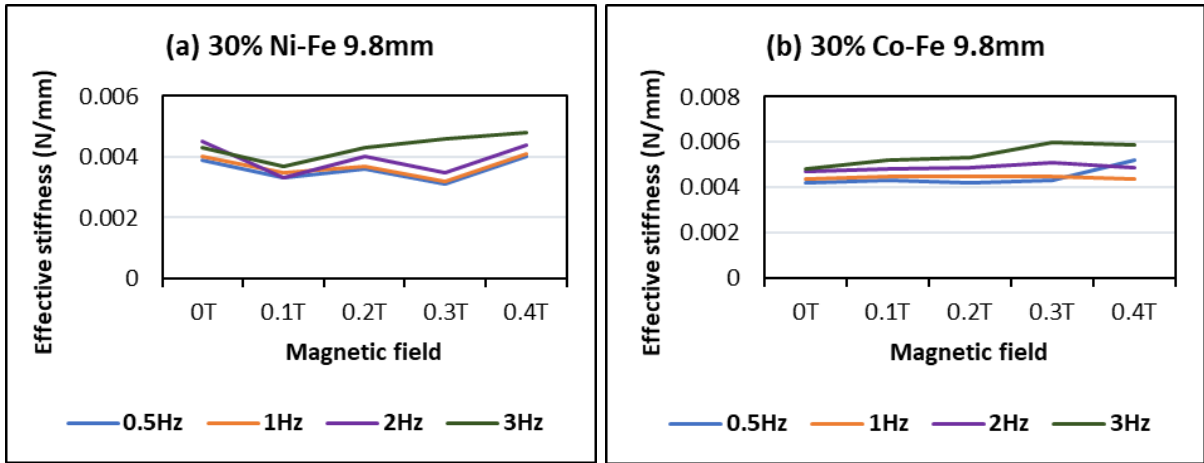 (a) 30% Ni-Fe 9.8mm
Effective stiffness (N/mm)
0.006
0.004
0.002
0
0T 0.1T 0.2T 0.3T 0.4T
Magnetic field
0.5Hz 1Hz 2Hz 3Hz
(b) 30% Co-Fe 9.8mm
Effective stiffness (N/mm)
0.008
0.006
0.004
0.002
0
0T 0.1T 0.2T 0.3T 0.4T
Magnetic field
0.5Hz 1Hz 2Hz 3Hz